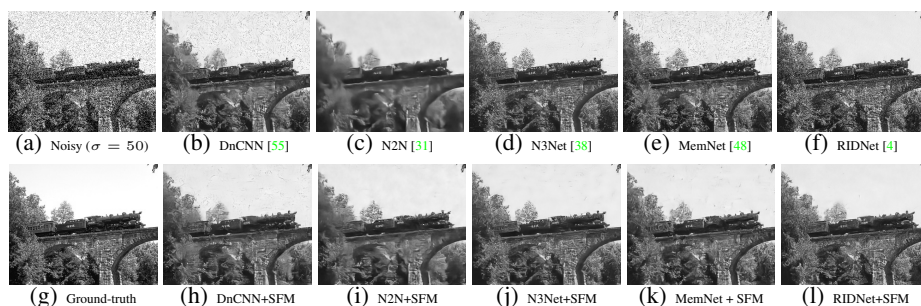 (a) Noisy (σ = 50) (b) DnCNN [55] (c) N2N [31] (d) N3Net [38] (e) MemNet [48] (f) RIDNet [4]
(g) Ground-truth (h) DnCNN+SFM (i) N2N+SFM (j) N3Net+SFM (k) MemNet + SFM (l) RIDNet+SFM